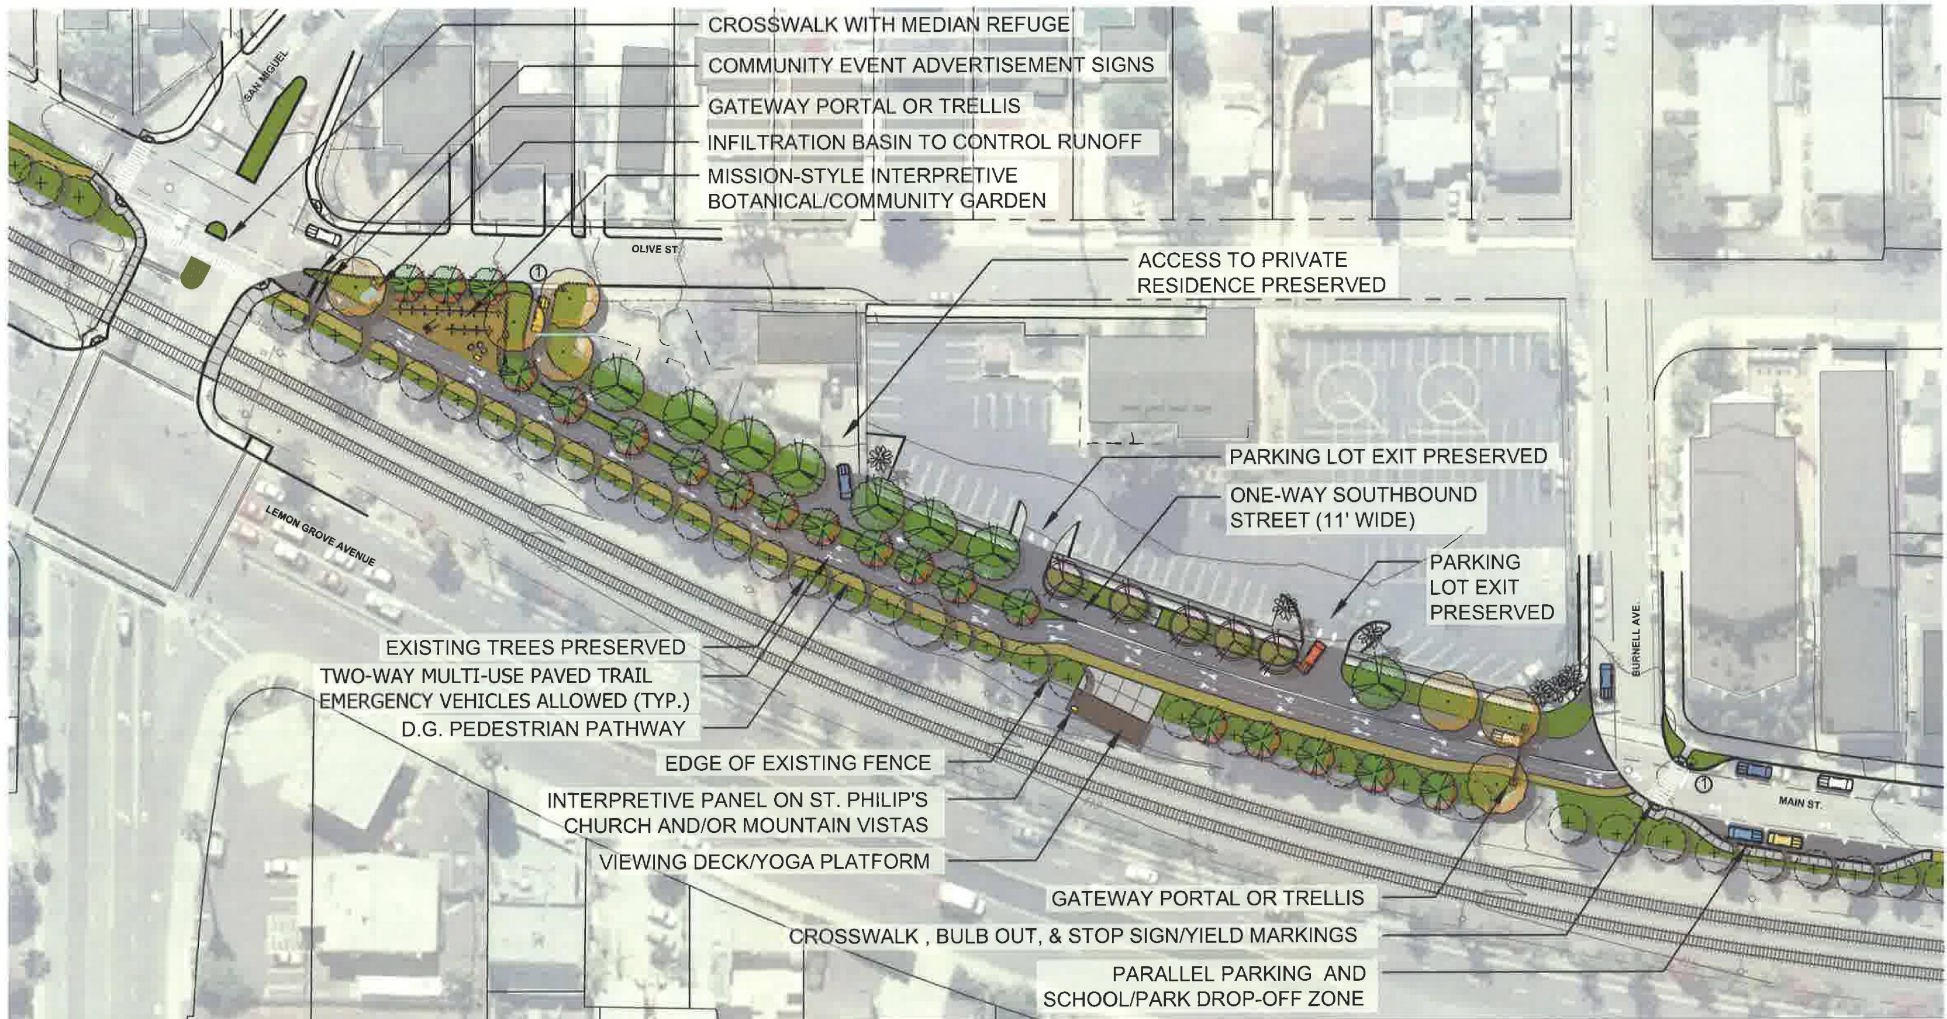 CROSSWALK WITH MEDIAN REFUGE
COMMUNITY EVENT ADVERTISEMENT SIGNS
GATEWAY PORTAL OR TRELLIS
INFILTRATION BASIN TO CONTROL RUNOFF
MISSION-STYLE INTERPRETIVE
BOTANICAL/COMMUNITY GARDEN
SAN MIGUEL
OLIVE ST.
1
ACCESS TO PRIVATE
RESIDENCE PRESERVED
PARKING LOT EXIT PRESERVED
ONE-WAY SOUTHBOUND
STREET (11' WIDE)
PARKING
LOT EXIT
PRESERVED
LEMON GROVE AVENUE
BURNELL AVE.
EXISTING TREES PRESERVED
TWO-WAY MULTI-USE PAVED TRAIL
EMERGENCY VEHICLES ALLOWED (TYP.)
D.G. PEDESTRIAN PATHWAY
EDGE OF EXISTING FENCE
INTERPRETIVE PANEL ON ST. PHILIP'S
CHURCH AND/OR MOUNTAIN VISTAS
VIEWING DECK/YOGA PLATFORM
1
MAIN ST.
GATEWAY PORTAL OR TRELLIS
CROSSWALK , BULB OUT, & STOP SIGN/YIELD MARKINGS
PARALLEL PARKING AND
SCHOOL/PARK DROP-OFF ZONE